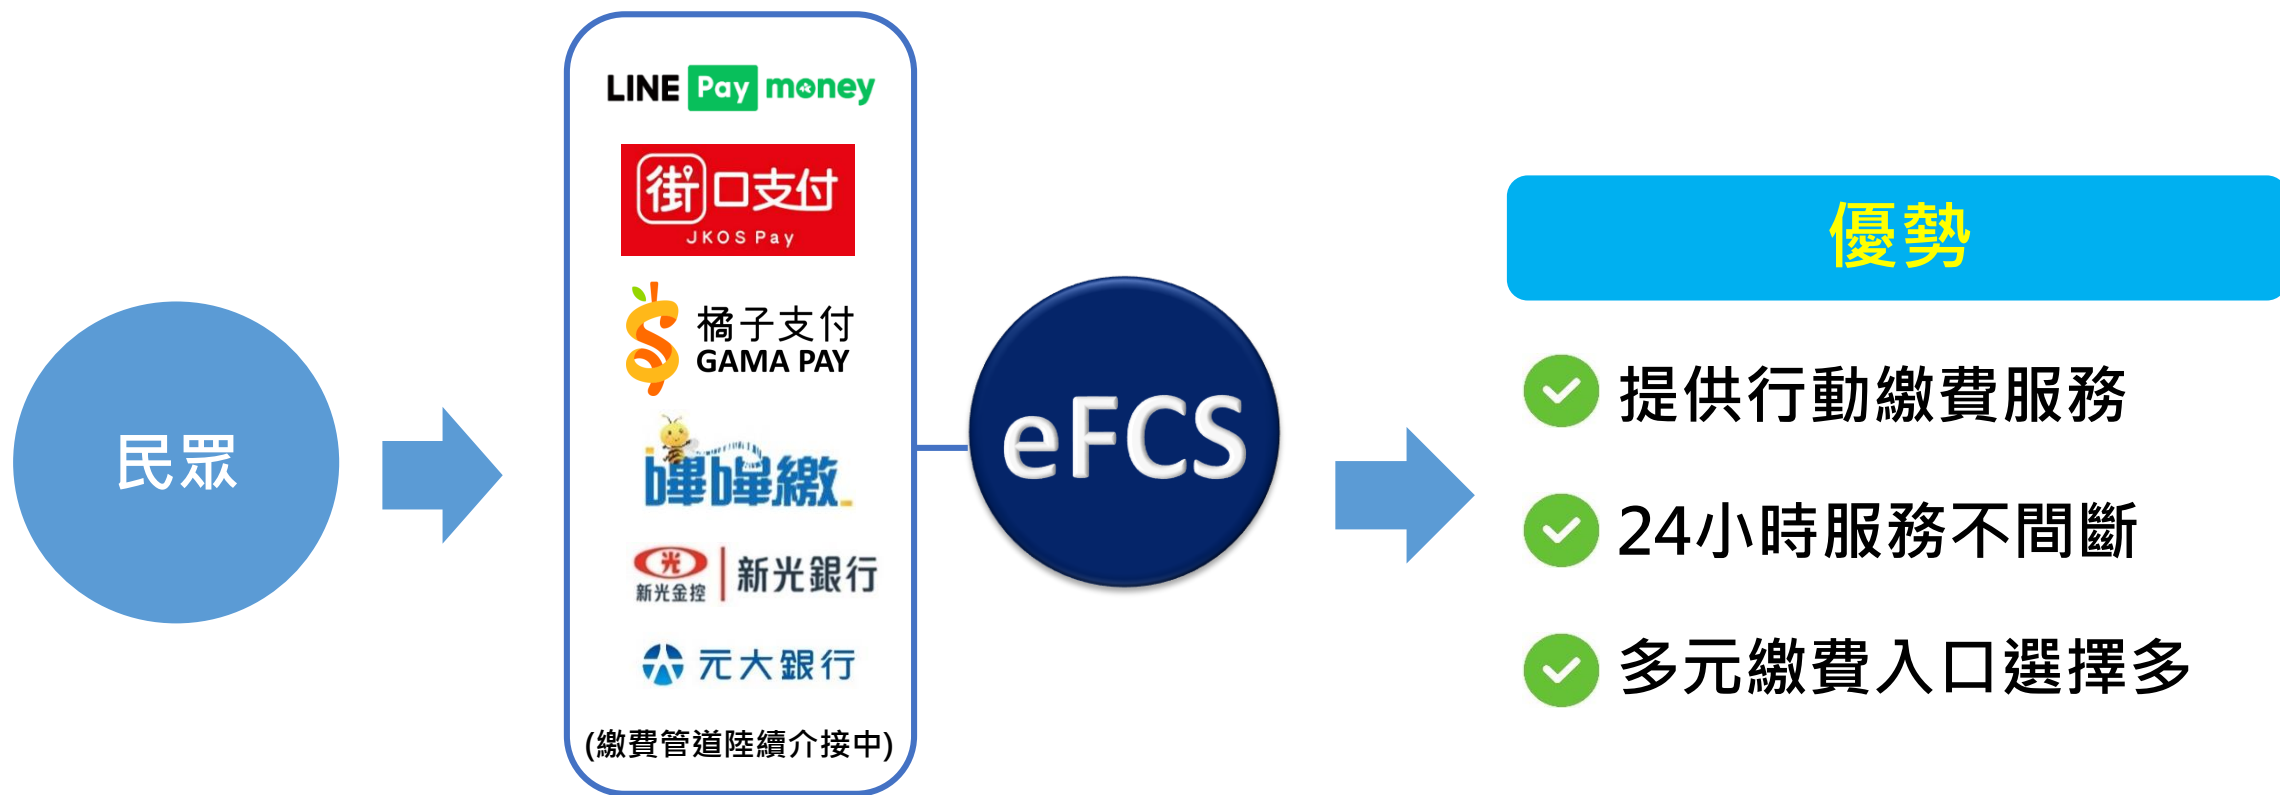 民眾
LINE Pay money
街口支付
JKOS Pay
橘子支付
GAMA PAY
嗶嗶繳
光
新光金控
新光銀行
元大銀行
(繳費管道陸續介接中)
eFCS
優勢
提供行動繳費服務
24小時服務不間斷
多元繳費入口選擇多